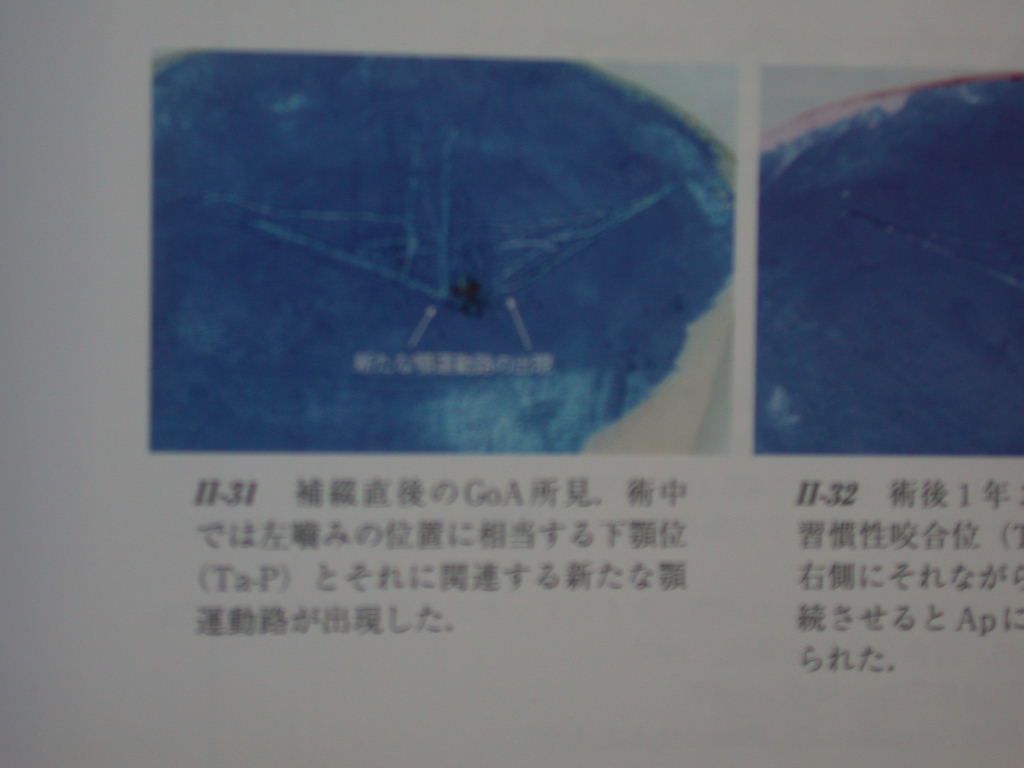 新たな顎運動路の出現
II-31 補綴直後のGoA所見．術中
では左噛みの位置に相当する下顎位
（Ta-P）とそれに関連する新たな顎
運動路が出現した．
II-32 術後1年
習慣性咬合位（T
右側にそれながら
続させるとApに
られた．